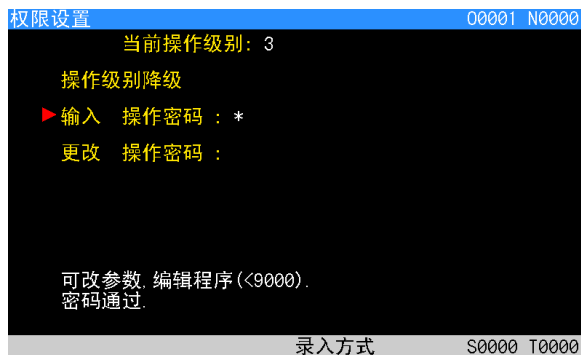 权限设置 O0001 N0000
当前操作级别: 3
操作级别降级
输入 操作密码 : *
更改 操作密码 :
可改参数, 编辑程序(<9000).
密码通过.
录入方式 S0000 T0000